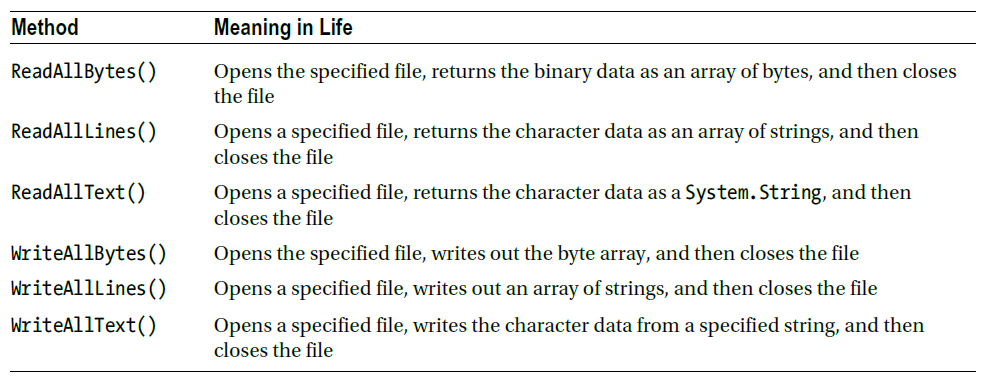 Method Meaning in Life
ReadAllBytes() Opens the specified file, returns the binary data as an array of bytes, and then closes
the file
ReadAllLines() Opens a specified file, returns the character data as an array of strings, and then
closes the file
ReadAllText() Opens a specified file, returns the character data as a System.String, and then
closes the file
WriteAllBytes() Opens the specified file, writes out the byte array, and then closes the file
WriteAllLines() Opens a specified file, writes out an array of strings, and then closes the file
WriteAllText() Opens a specified file, writes the character data from a specified string, and then
closes the file